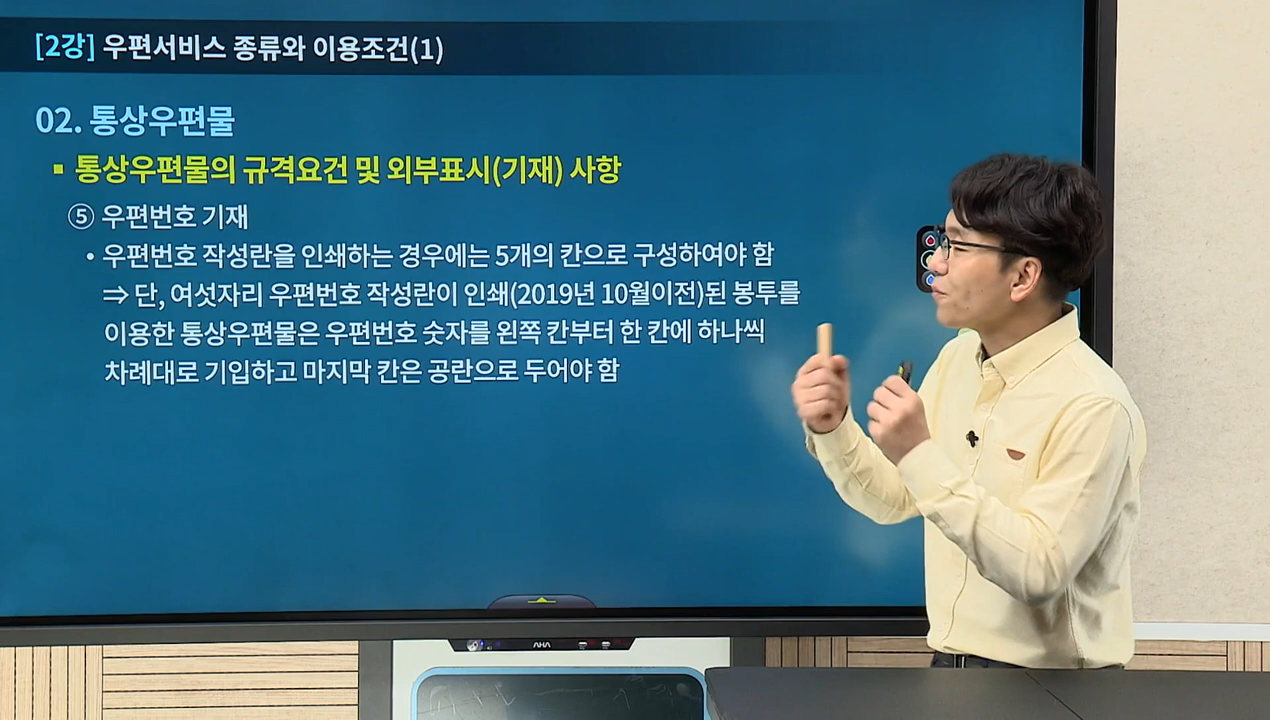 [2강] 우편서비스 종류와 이용조건(1)
02. 통상우편물
▪ 통상우편물의 규격요건 및 외부표시(기재) 사항
⑤ 우편번호 기재
• 우편번호 작성란을 인쇄하는 경우에는 5개의 칸으로 구성하여야 함
⇒ 단, 여섯자리 우편번호 작성란이 인쇄(2019년 10월이전)된 봉투를
이용한 통상우편물은 우편번호 숫자를 왼쪽 칸부터 한 칸에 하나씩
차례대로 기입하고 마지막 칸은 공란으로 두어야 함
AHA